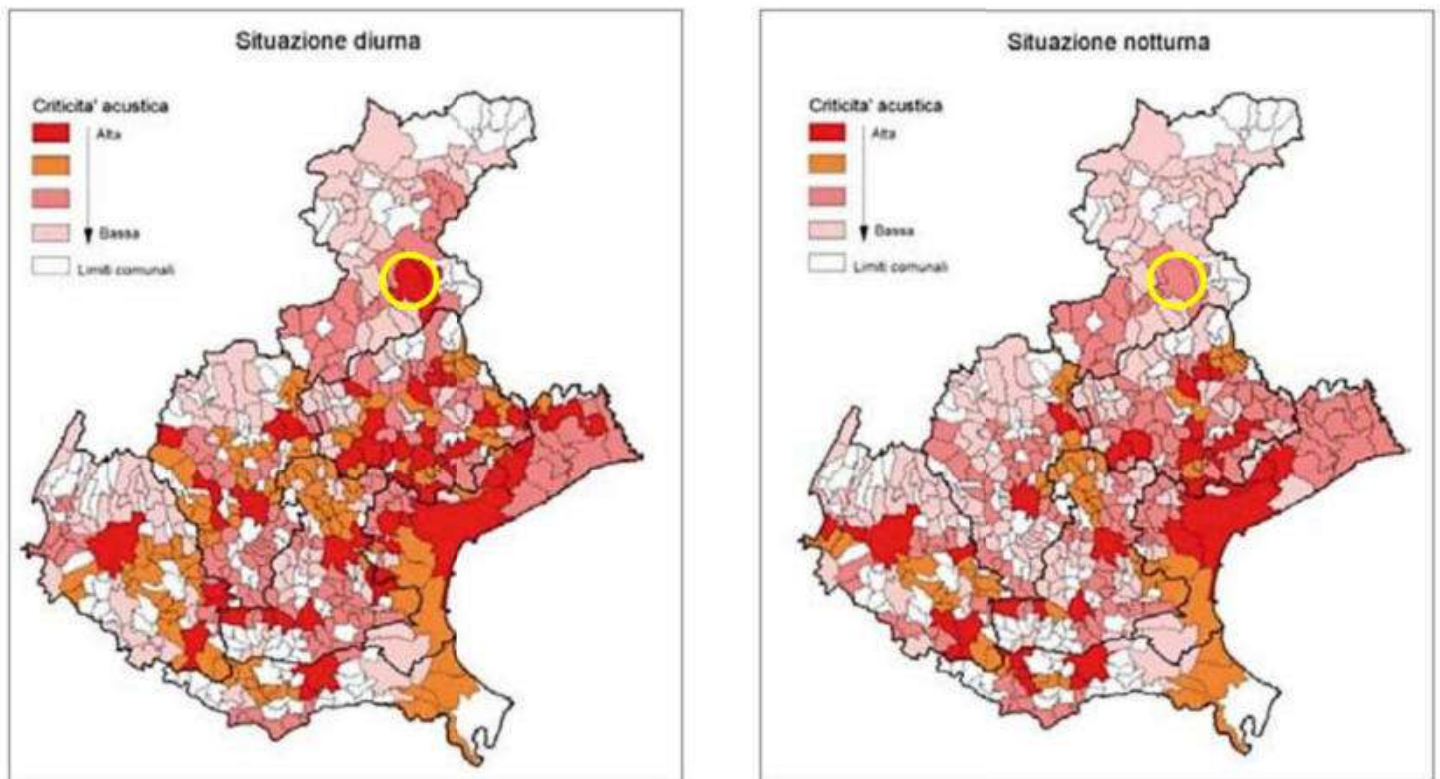 Situazione diurna
Criticita' acustica
Alta
Bassa
Limiti comunali
Situazione notturna
Criticita' acustica
Alta
Bassa
Limiti comunali